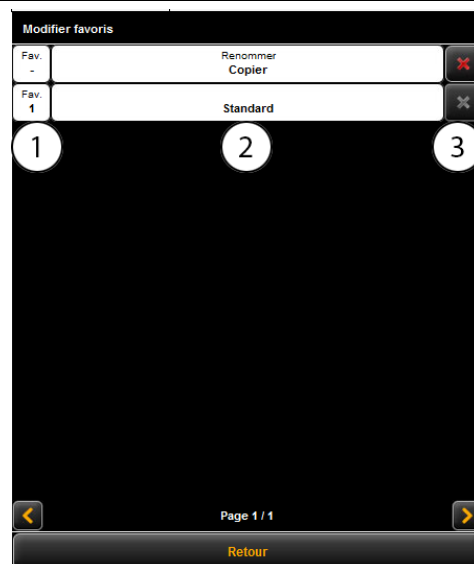 Modifier favoris
Fav.
-
Renommer
Copier
Fav.
1
Standard
1
2
3
Page 1 / 1
Retour